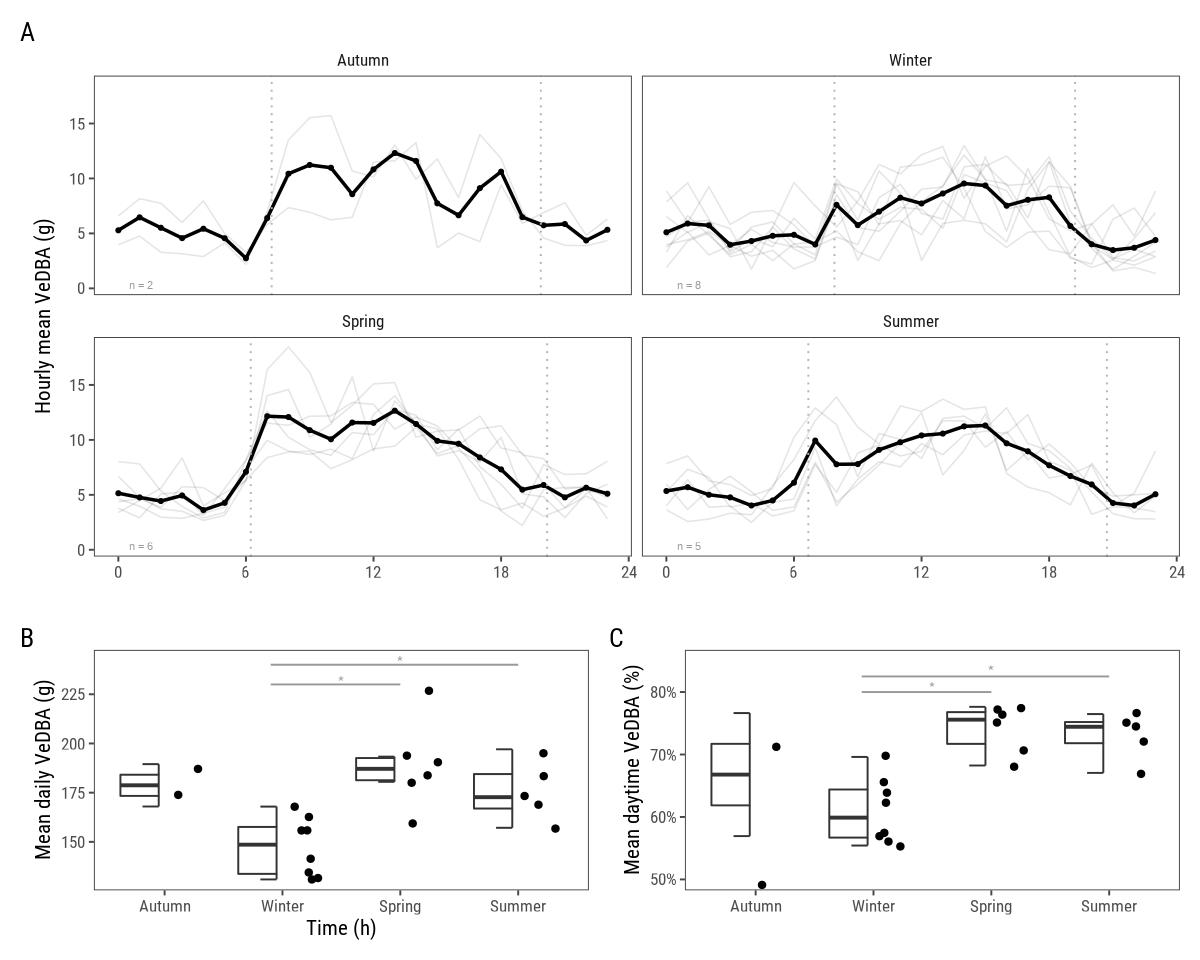 A
Autumn
Winter
15
10
5
0
n = 2
n = 8
Hourly mean VeDBA (g)
Spring
Summer
15
10
5
0
n = 6
n = 5
0
6
12
18
24
0
6
12
18
24
B
C
Mean daily VeDBA (g)
225
200
175
150
*
*
Autumn
Winter
Spring
Summer
Time (h)
Mean daytime VeDBA (%)
80%
70%
60%
50%
*
*
Autumn
Winter
Spring
Summer